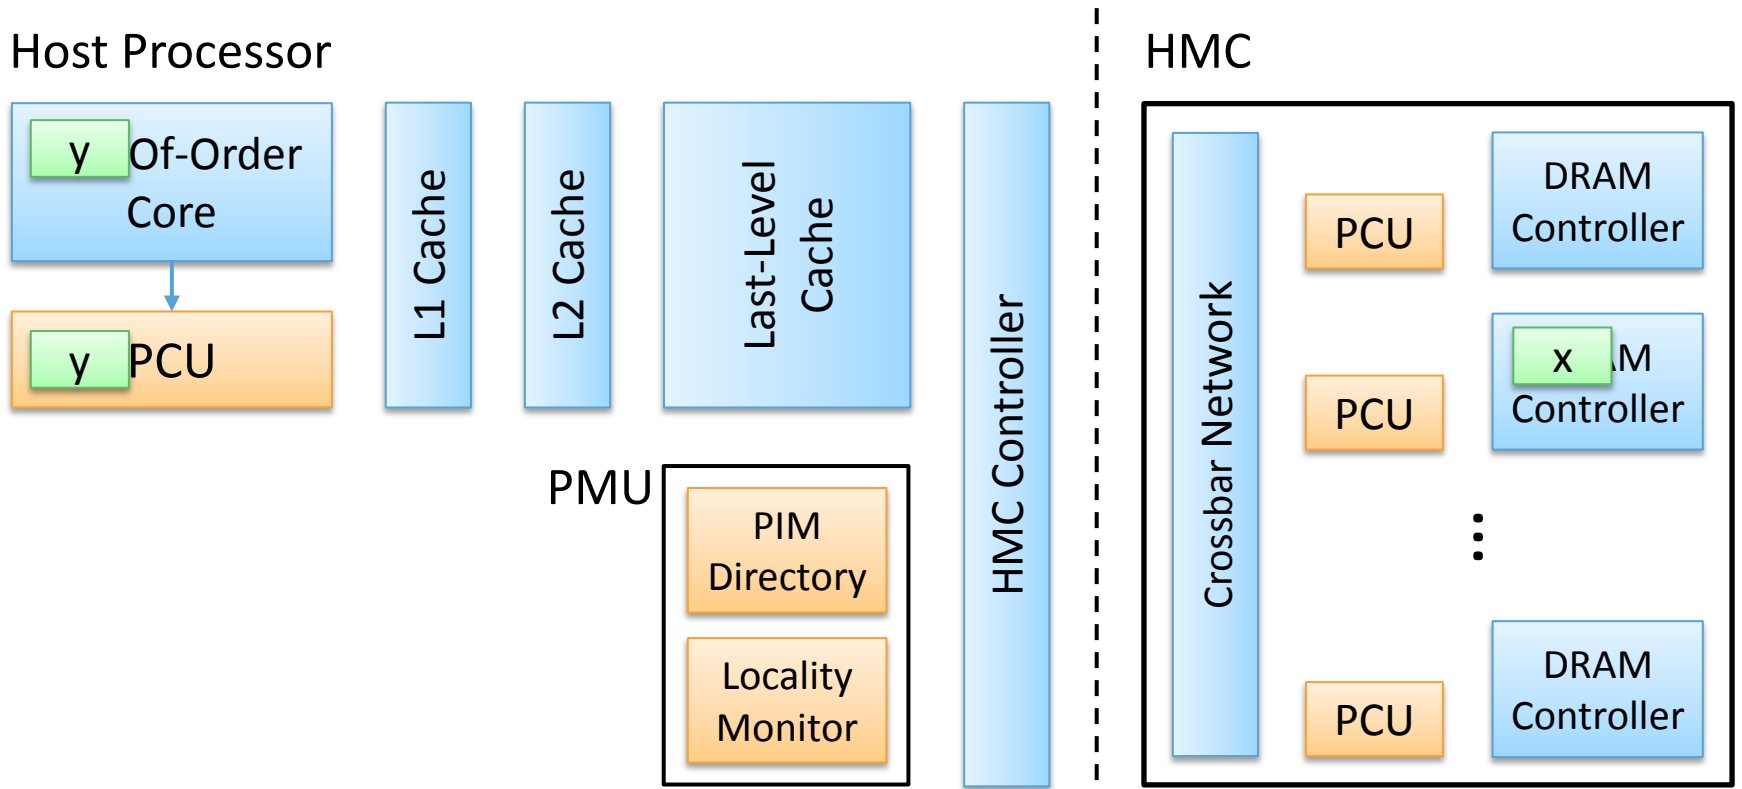 Host Processor
HMC
y Of-Order
Core
y PCU
L1 Cache
L2 Cache
Last-Level
Cache
HMC Controller
PMU
PIM
Directory
Locality
Monitor
Crossbar Network
PCU
DRAM
Controller
PCU
x AM
Controller
...
PCU
DRAM
Controller